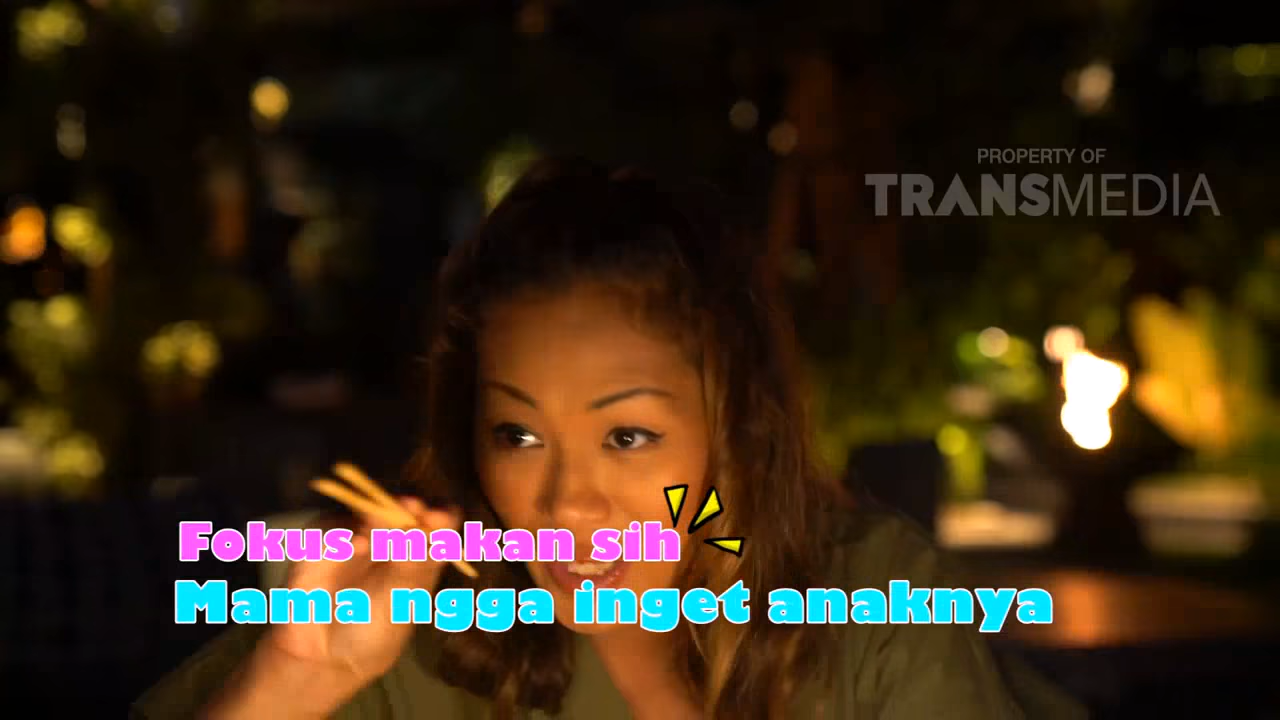 PROPERTY OF
TRANSMEDIA
Fokus makan sih
Mama ngga inget anaknya